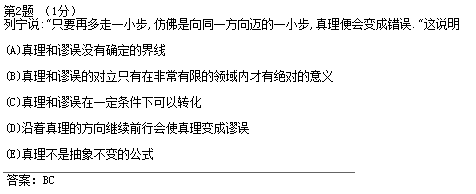 第2题 (1分)
列宁说:"只要再多走一小步,仿佛是向同一方向迈的一小步,真理便会变成错误."这说明
(A)真理和谬误没有确定的界线
(B)真理和谬误的对立只有在非常有限的领域内才有绝对的意义
(C)真理和谬误在一定条件下可以转化
(D)沿着真理的方向继续前行会使真理变成谬误
(E)真理不是抽象不变的公式
答案: BC